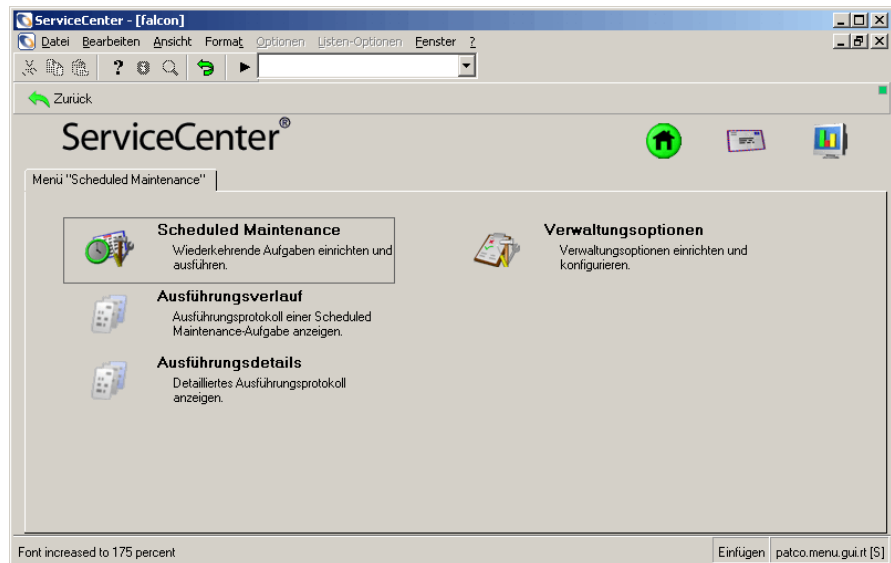 ServiceCenter - [falcon]
Datei Bearbeiten Ansicht Format Optionen Listen-Optionen Fenster ?
?
Zurück
ServiceCenter®
Menü "Scheduled Maintenance"
Scheduled Maintenance
Wiederkehrende Aufgaben einrichten und
ausführen.
Verwaltungsoptionen
Verwaltungsoptionen einrichten und
konfigurieren.
Ausführungsverlauf
Ausführungsprotokoll einer Scheduled
Maintenance-Aufgabe anzeigen.
Ausführungsdetails
Detailliertes Ausführungsprotokoll
anzeigen.
Font increased to 175 percent
Einfügen
patco.menu.gui.rt [S]